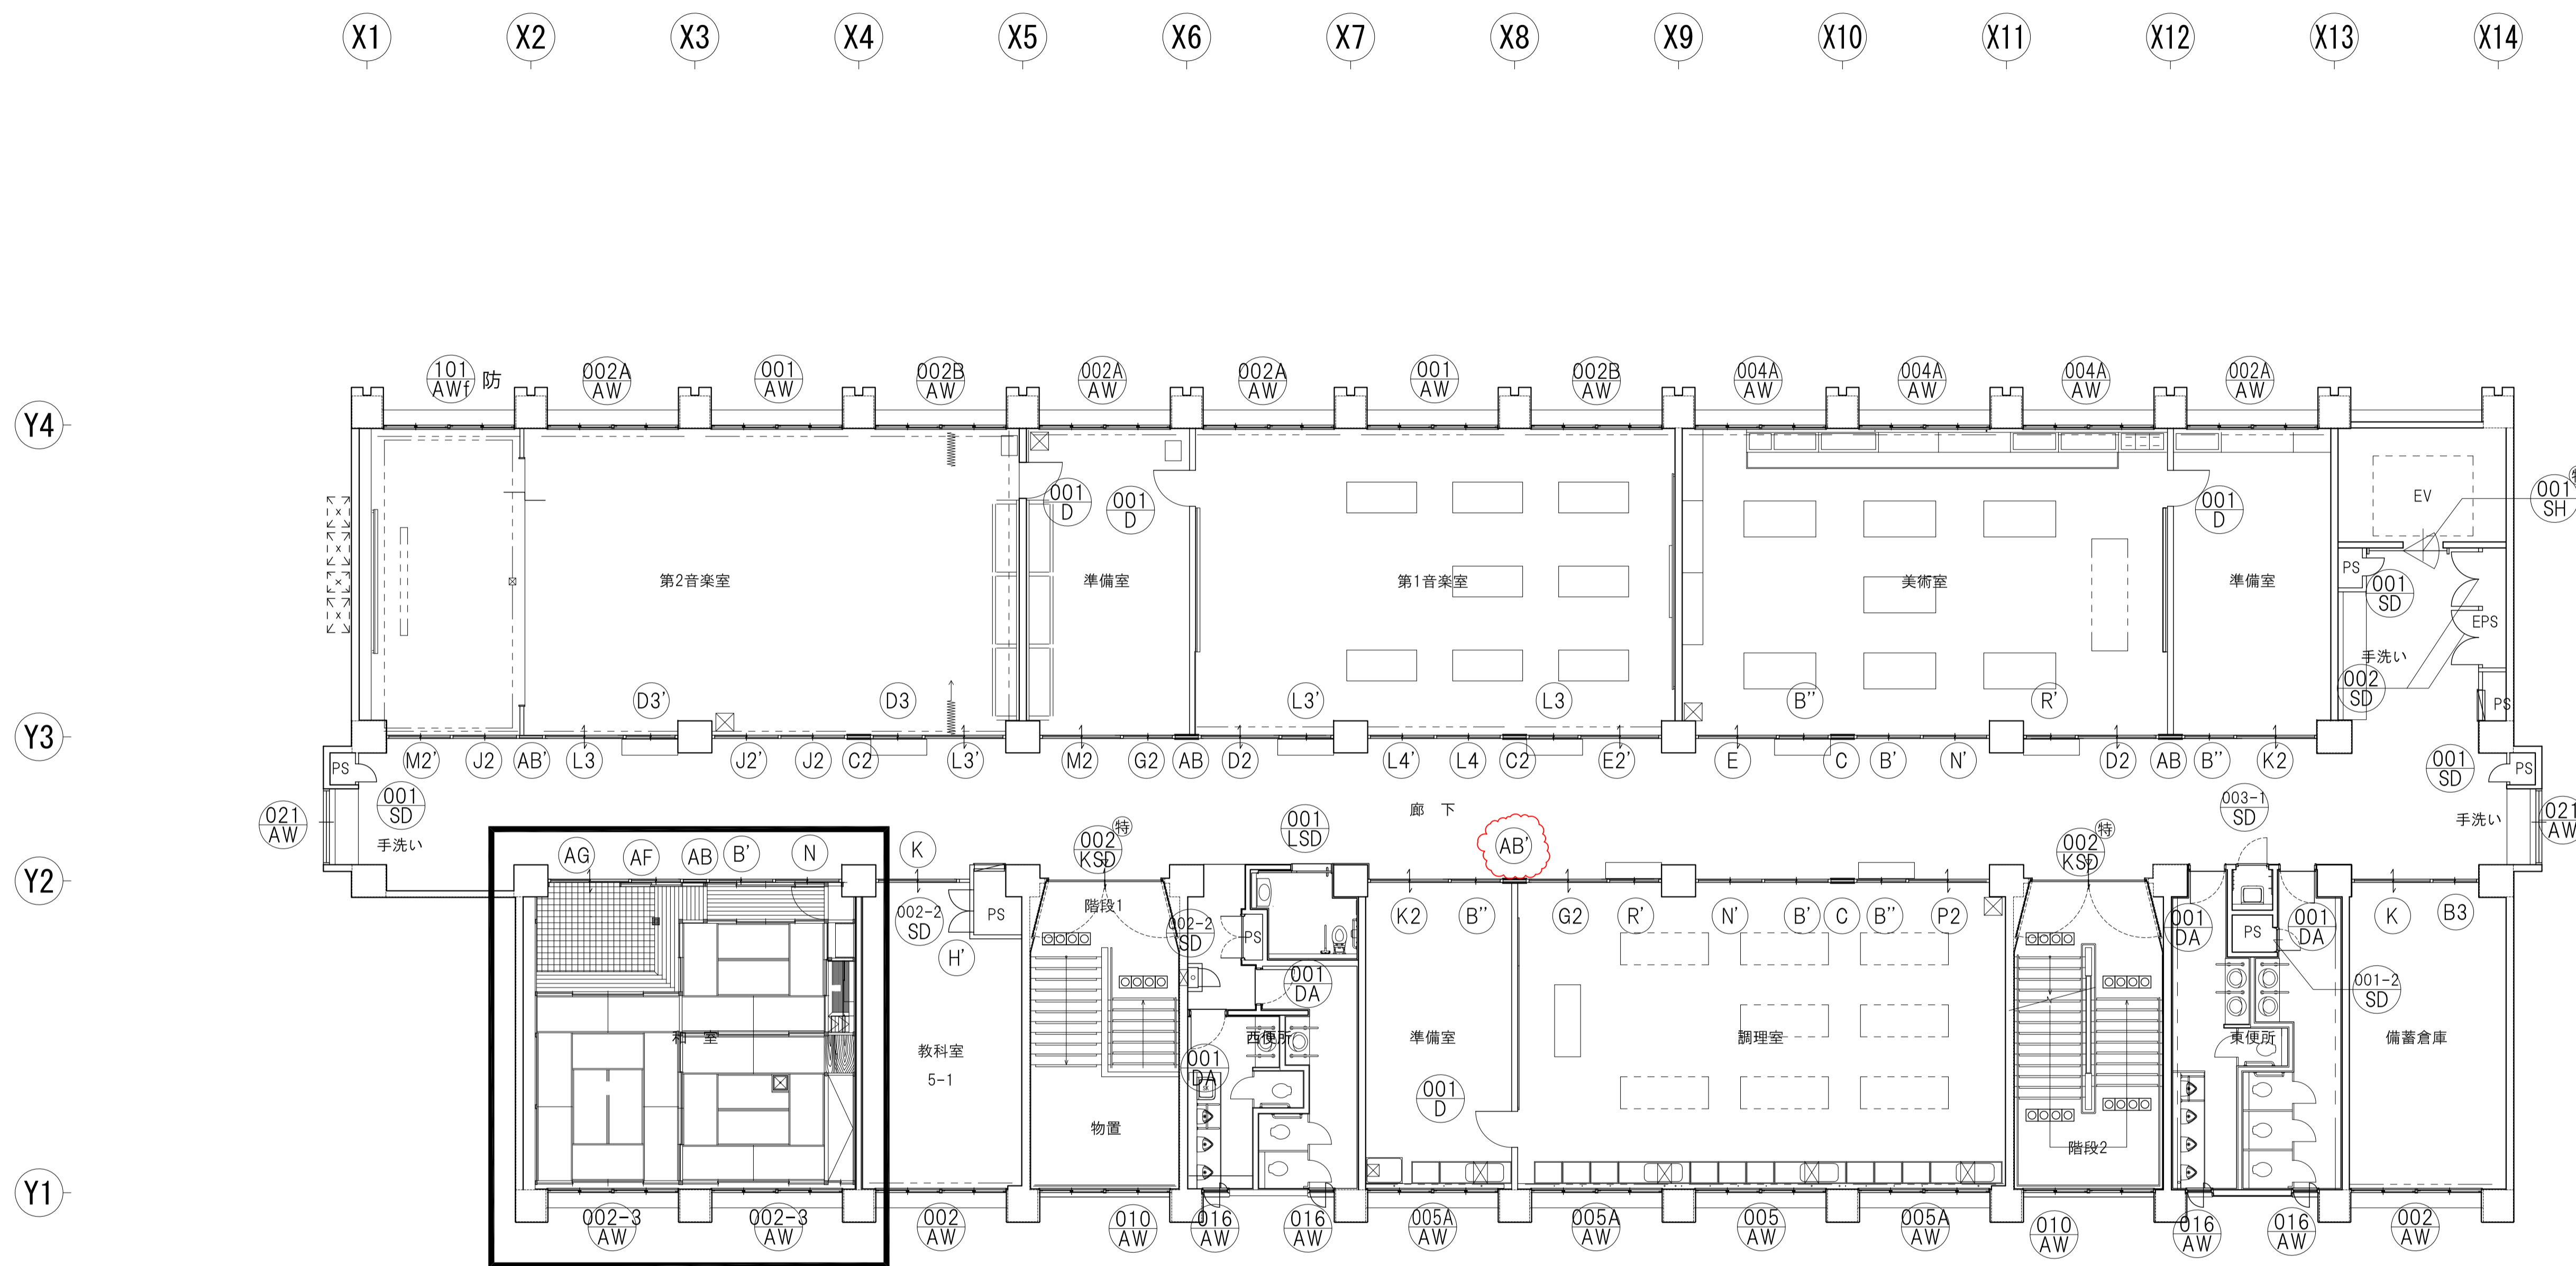 X1 X2 X3 X4 X5 X6 X7 X8 X9 X10 X11 X12 X13 X14
101 002A 001 002B 002A 002A 001 002B 004A 004A 004A 002A
AWf 防 AW AW AW AW AW AW AW AW AW AW AW
Y4
特
001 001 001 EV 001
D D D SH
第2音楽室 準備室 第1音楽室 美術室 準備室 PS
001
SD
EPS
手洗い
002
SD
D3' D3 L3' L3 B'' R' PS
Y3
M2' J2 AB' L3 J2' J2 C2 L3' M2 G2 AB D2 L4' L4 C2 E2' E C B' N' D2 AB B'' K2
PS 001 001 PS
SD SD
021 廊 下 003-1 021
AW SD AW
手洗い 特 001 特 手洗い
002 LSD 002
KSD KSD
AG AF AB B' N K AB'
Y2
階段1
002-2 PS K2 B'' G2 R' N' B' C B'' P2 001 001 K B3
SD DA DA
H' 002-2 PS PS
SD
001 001-2
DA SD
和 室 教科室 西便所 準備室 調理室 東便所 備蓄倉庫
5-1
001
DA
001
D
物置 階段2
Y1
002-3 002-3 002 010 016 016 005A 005A 005 005A 010 016 016 002
AW AW AW AW AW AW AW AW AW AW AW AW AW AW